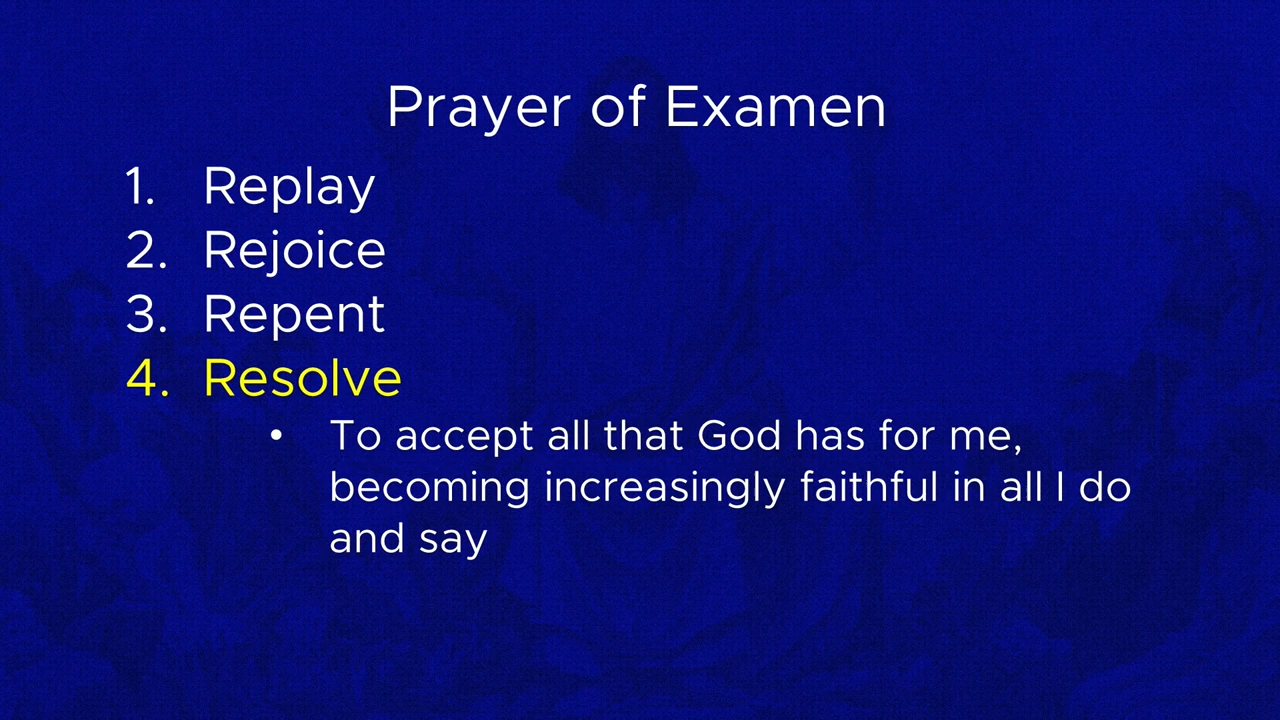 Prayer of Examen
1. Replay
2. Rejoice
3. Repent
4. Resolve
• To accept all that God has for me,
becoming increasingly faithful in all I do
and say